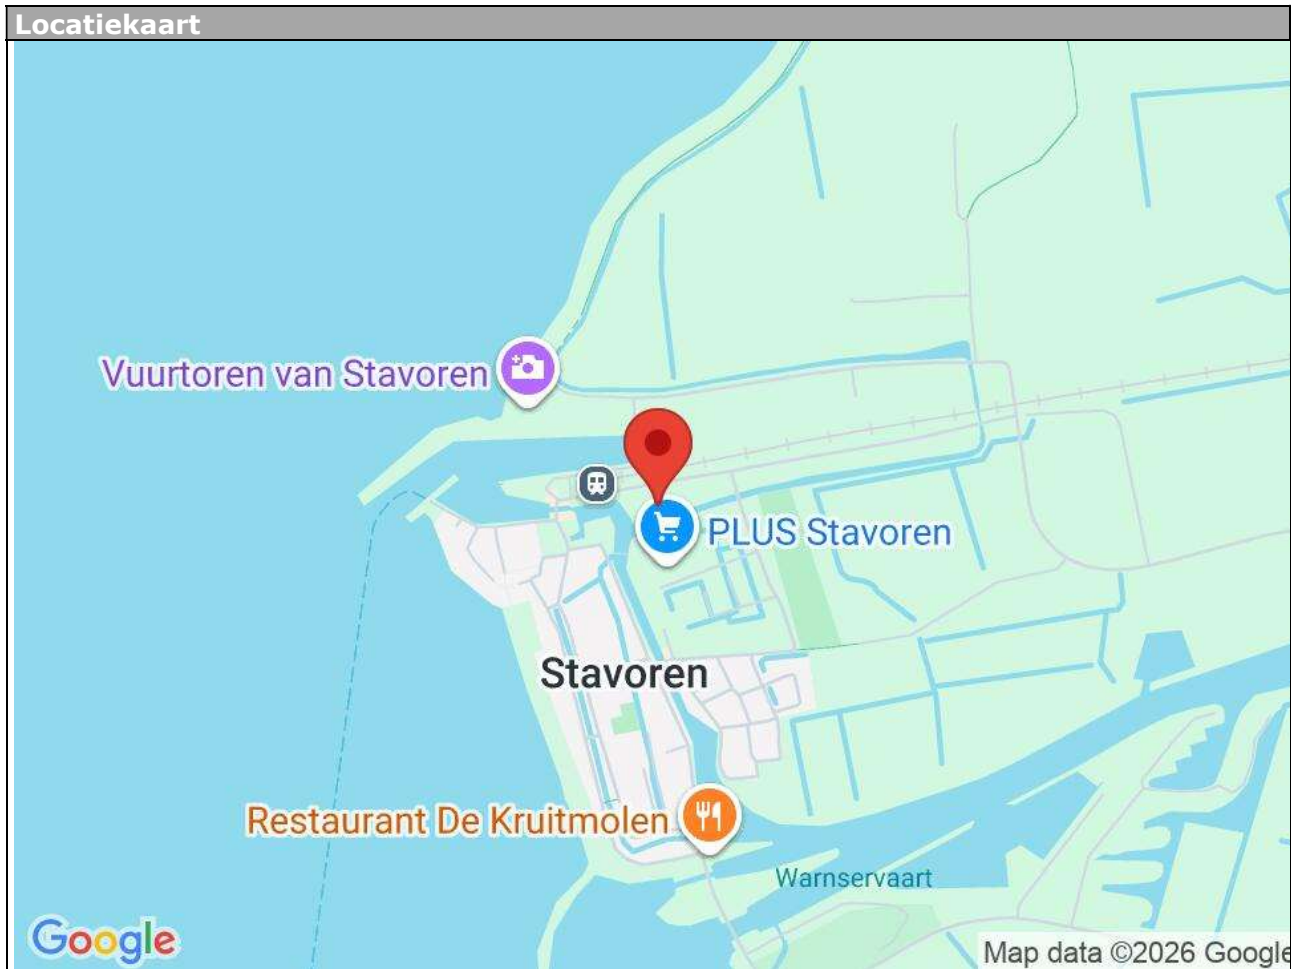 Locatiekaart
Vuurtoren van Stavoren
PLUS Stavoren
Stavoren
Restaurant De Kruitmolen
Warnservaart
Google
Map data ©2026 Google